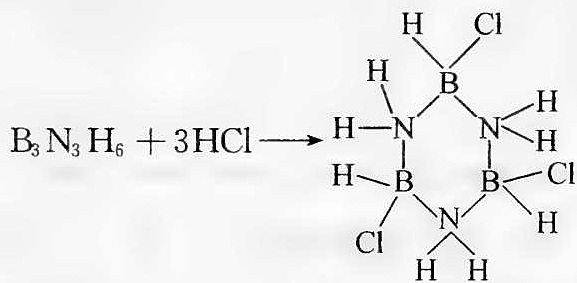 H Cl
H B
B₃N₃H₆ + 3HCl → H N N H
H
H B B Cl
Cl N H
H H